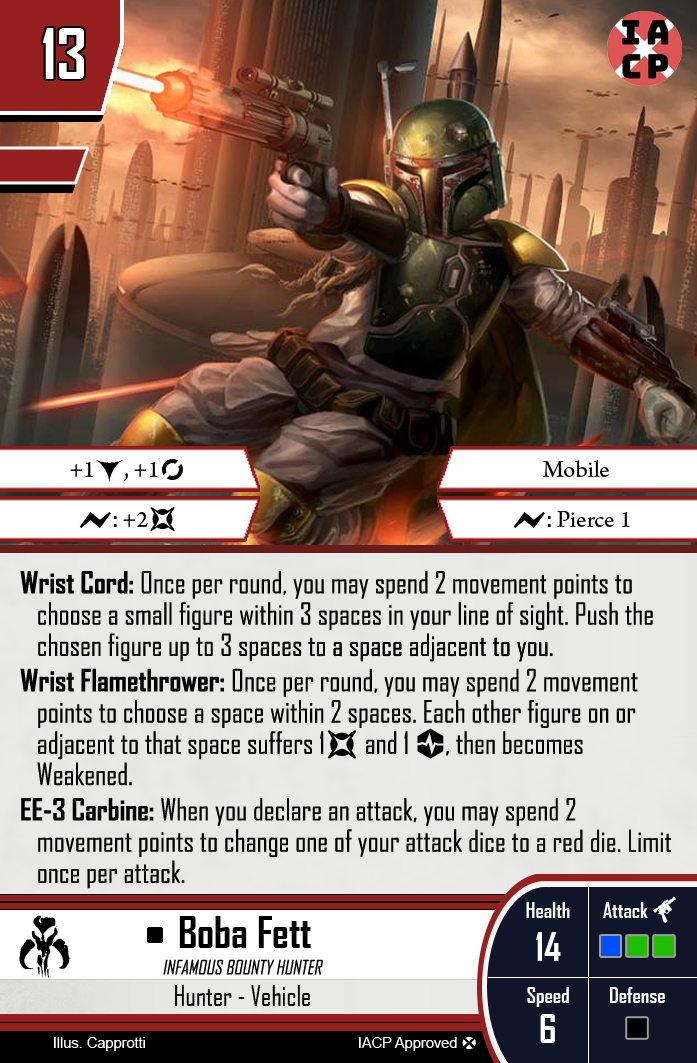 13
IA
CP
+1, +1
Mobile
: +2
: Pierce 1
Wrist Cord: Once per round, you may spend 2 movement points to
choose a small figure within 3 spaces in your line of sight. Push the
chosen figure up to 3 spaces to a space adjacent to you.
Wrist Flamethrower: Once per round, you may spend 2 movement
points to choose a space within 2 spaces. Each other figure on or
adjacent to that space suffers 1 and 1 , then becomes
Weakened.
EE-3 Carbine: When you declare an attack, you may spend 2
movement points to change one of your attack dice to a red die. Limit
once per attack.
Boba Fett
INFAMOUS BOUNTY HUNTER
Hunter - Vehicle
Health
14
Attack
Speed
6
Defense
Illus. Capprotti
IACP Approved